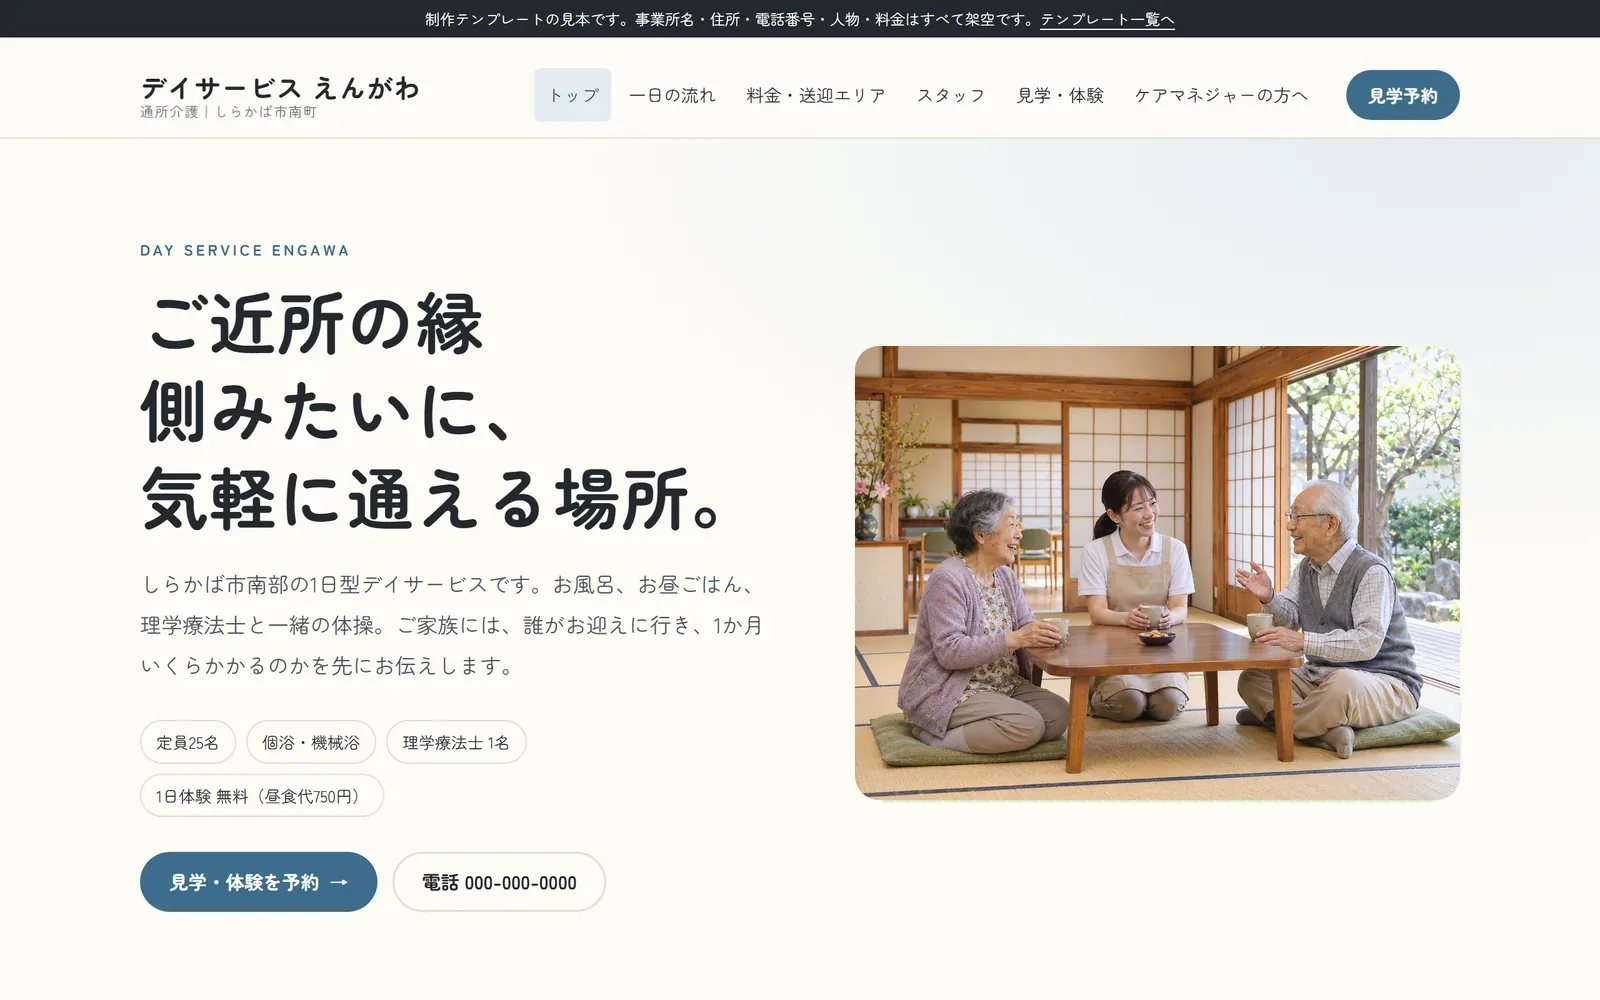 制作テンプレートの見本です。事業所名・住所・電話番号・人物・料金はすべて架空です。テンプレート一覧へ
デイサービス えんがわ
通所介護｜しらかば市南町
トップ
一日の流れ
料金・送迎エリア
スタッフ
見学・体験
ケアマネジャーの方へ
見学予約
DAY SERVICE ENGAWA
ご近所の縁
側みたいに、
気軽に通える場所。
しらかば市南部の1日型デイサービスです。お風呂、お昼ごはん、
理学療法士と一緒の体操。ご家族には、誰がお迎えに行き、1か月
いくらかかるのかを先にお伝えします。
定員25名
個浴・機械浴
理学療法士 1名
1日体験 無料（昼食代750円）
見学・体験を予約 →
電話 000-000-0000